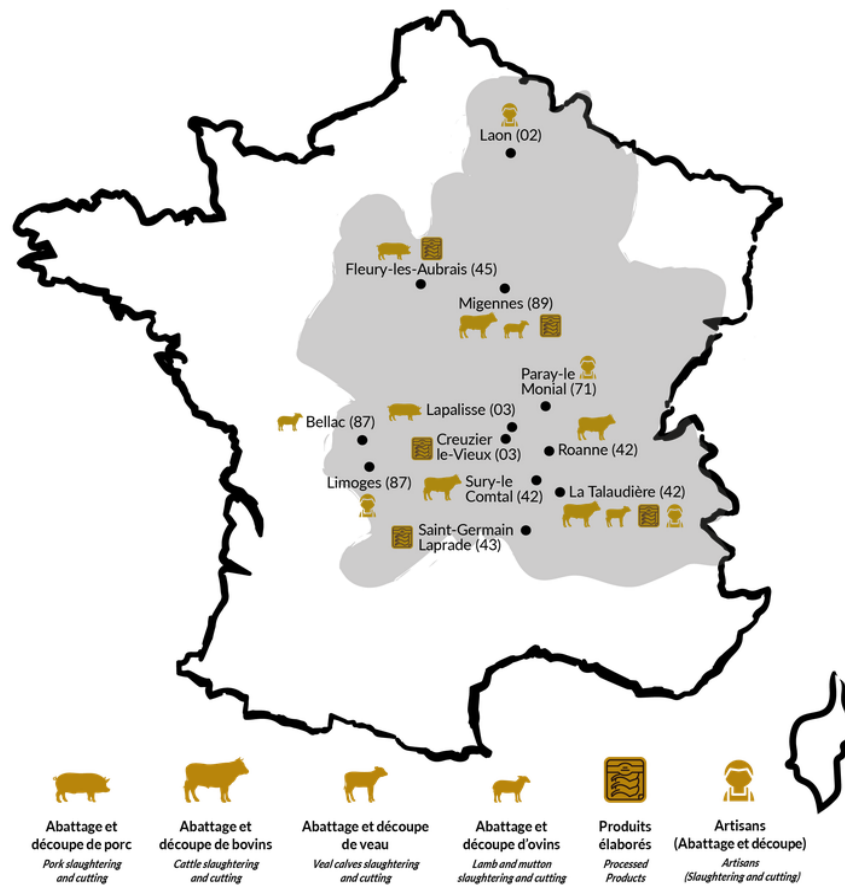 Laon (02)
Fleury-les-Aubrais (45)
Migennes (89)
Paray-le
Monial (71)
Lapalisse (03)
Bellac (87)
Creuzier
le-Vieux (03)
Roanne (42)
Limoges (87)
Sury-le
Comtal (42)
La Talaudière (42)
Saint-Germain
Laprade (43)
Abattage et
découpe de porc
Pork slaughtering
and cutting
Abattage et
découpe de bovins
Cattle slaughtering
and cutting
Abattage et découpe
de veau
Veal calves slaughtering
and cutting
Abattage et
découpe d'ovins
Lamb and mutton
slaughtering and cutting
Produits
élaborés
Processed
Products
Artisans
(Abattage et découpe)
Artisans
(Slaughtering and cutting)